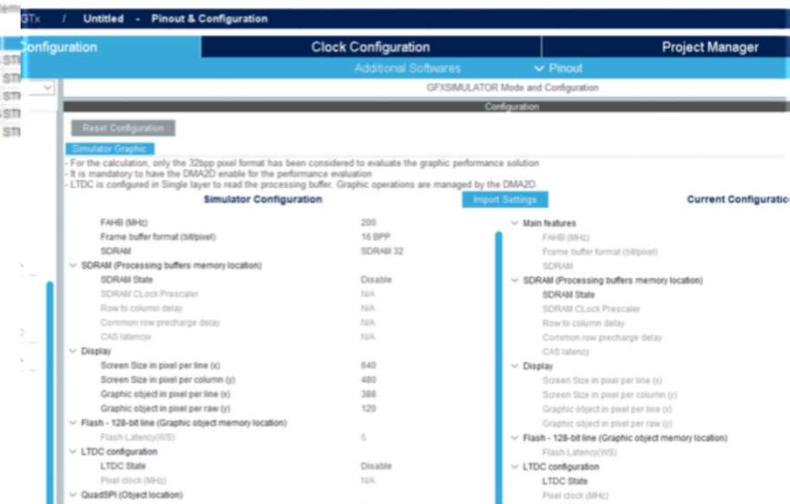 GTx / Untitled - Pinout & Configuration
Configuration Clock Configuration Project Manager
Additional Softwares Pinout
GFXSIMULATOR Mode and Configuration
Configuration
Reset Configuration
Simulator Graphic
- For the calculation, only the 32bpp pixel format has been considered to evaluate the graphic performance solution
- It is mandatory to have the DMA2D enable for the performance evaluation
- LTDC is configured in Single layer to read the processing buffer. Graphic operations are managed by the DMA2D
Simulator Configuration Import Settings Current Configuratio
FAHB (MHz) 200
Frame buffer format (bit/pixel) 16 BPP
SDRAM SDRAM 32
SDRAM (Processing buffers memory location)
SDRAM State Disable
SDRAM CLock Prescaler N/A
Row to column delay N/A
Common row precharge delay N/A
CAS latency N/A
Display
Screen Size in pixel per line (x) 640
Screen Size in pixel per column (y) 480
Graphic object in pixel per line (x) 388
Graphic object in pixel per raw (y) 120
Flash - 128-bit line (Graphic object memory location)
Flash Latency(WS) 5
LTDC configuration
LTDC State Disable
Pixel clock (MHz) N/A
QuadSPI (Object location)
Main features
FAHB (MHz)
Frame buffer format (bit/pixel)
SDRAM
SDRAM (Processing buffers memory location)
SDRAM State
SDRAM CLock Prescaler
Row to column delay
Common row precharge delay
CAS latency
Display
Screen Size in pixel per line (x)
Screen Size in pixel per column (y)
Graphic object in pixel per line (x)
Graphic object in pixel per raw (y)
Flash - 128-bit line (Graphic object memory location)
Flash Latency(WS)
LTDC configuration
LTDC State
Pixel clock (MHz)